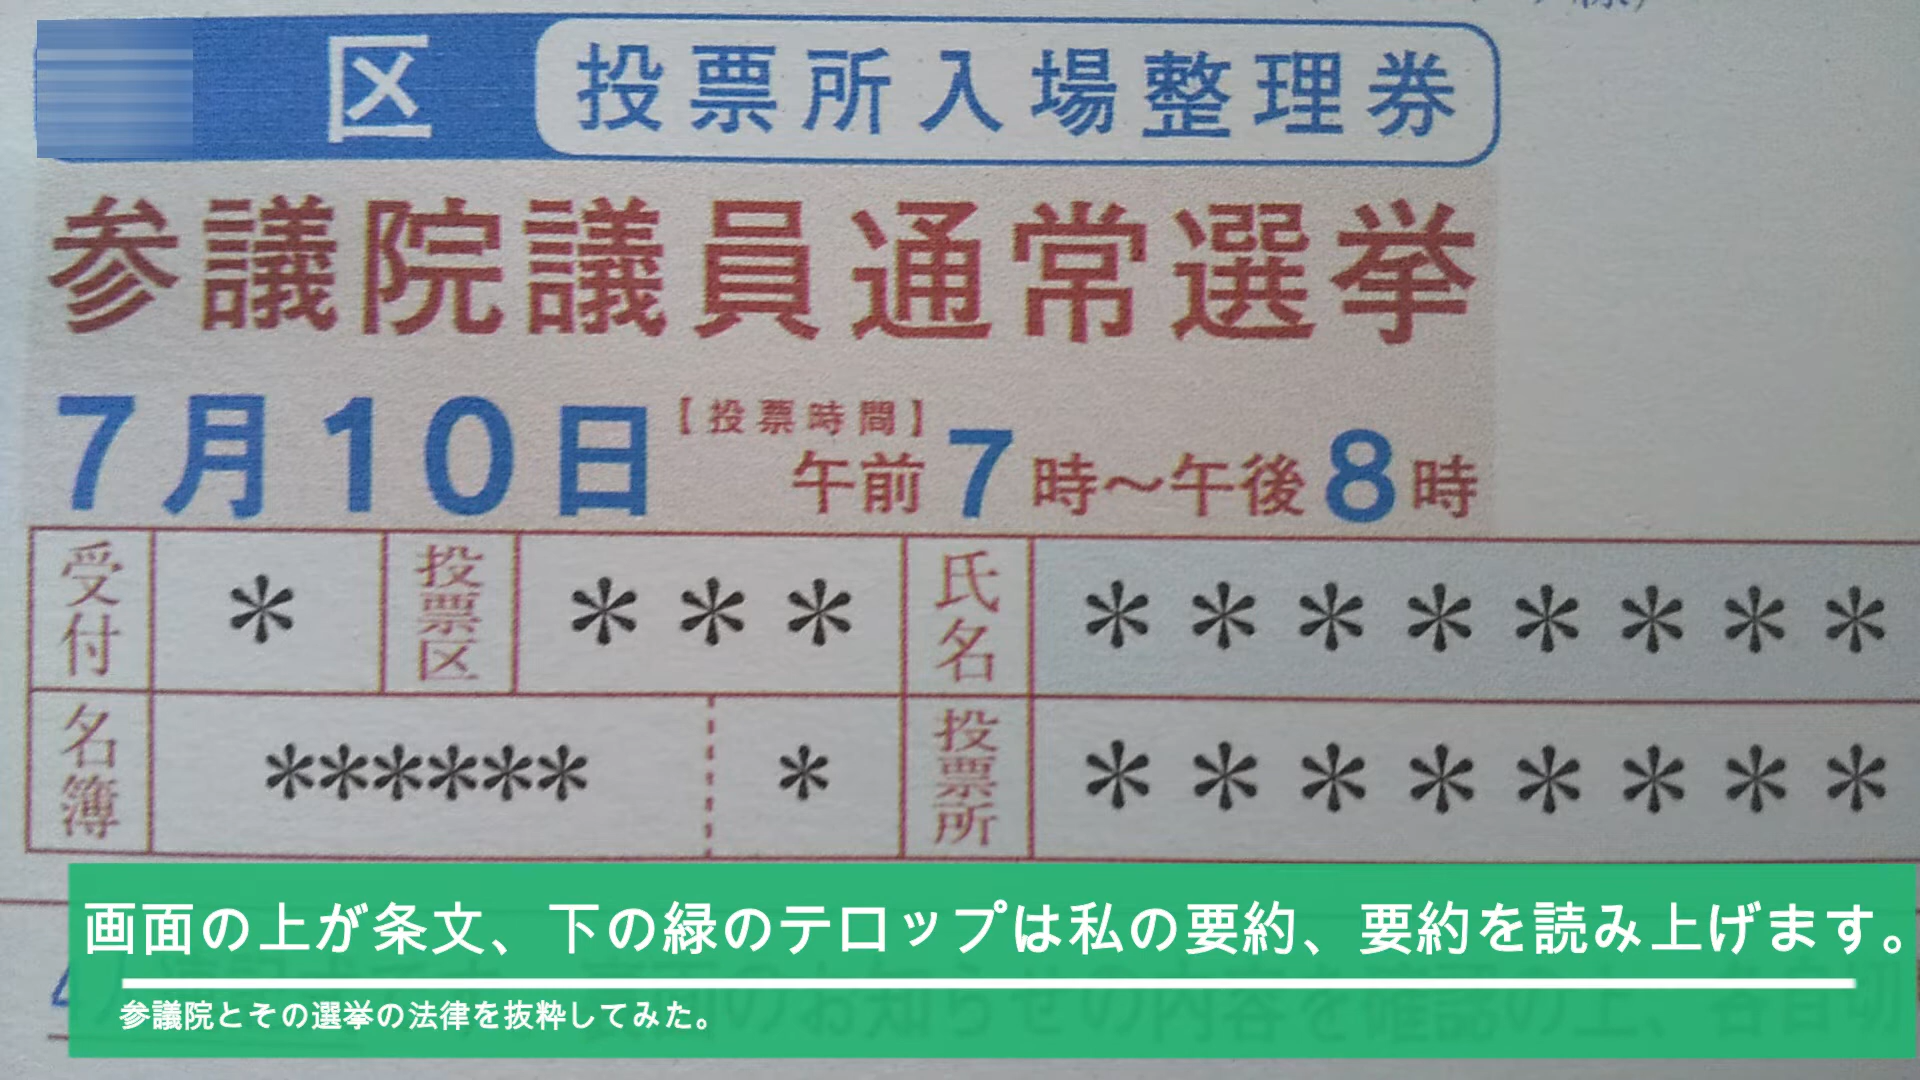 区 投票所入場整理券
参議院議員通常選挙
7月10日 【投票時間】 午前7時～午後8時
受付 * 投票区 *** 氏名 ********
名簿 ****** * 投票所 ********
画面の上が条文、下の緑のテロップは私の要約、要約を読み上げます。
参議院とその選挙の法律を抜粋してみた。